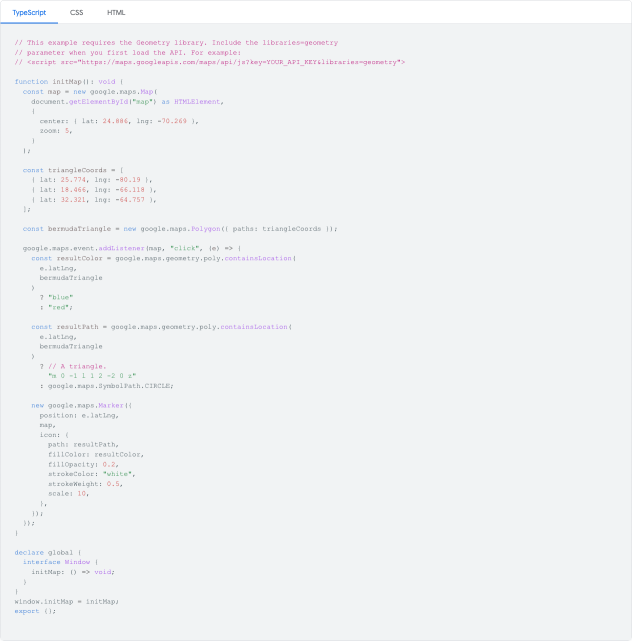 TypeScript CSS HTML
// This example requires the Geometry library. Include the libraries=geometry
// parameter when you first load the API. For example:
// <script src="https://maps.googleapis.com/maps/api/js?key=YOUR_API_KEY&libraries=geometry">
function initMap(): void {
  const map = new google.maps.Map(
    document.getElementById("map") as HTMLElement,
    {
      center: { lat: 24.886, lng: -70.269 },
      zoom: 5,
    }
  );
  const triangleCoords = [
    { lat: 25.774, lng: -80.19 },
    { lat: 18.466, lng: -66.118 },
    { lat: 32.321, lng: -64.757 },
  ];
  const bermudaTriangle = new google.maps.Polygon({ paths: triangleCoords });
  google.maps.event.addListener(map, "click", (e) => {
    const resultColor = google.maps.geometry.poly.containsLocation(
      e.latLng,
      bermudaTriangle
    )
      ? "blue"
      : "red";
    const resultPath = google.maps.geometry.poly.containsLocation(
      e.latLng,
      bermudaTriangle
    )
      ? // A triangle.
        "m 0 -1 l 1 2 -2 0 z"
      : google.maps.SymbolPath.CIRCLE;
    new google.maps.Marker({
      position: e.latLng,
      map,
      icon: {
        path: resultPath,
        fillColor: resultColor,
        fillOpacity: 0.2,
        strokeColor: "white",
        strokeWeight: 0.5,
        scale: 10,
      },
    });
  });
}
declare global {
  interface Window {
    initMap: () => void;
  }
}
window.initMap = initMap;
export {};